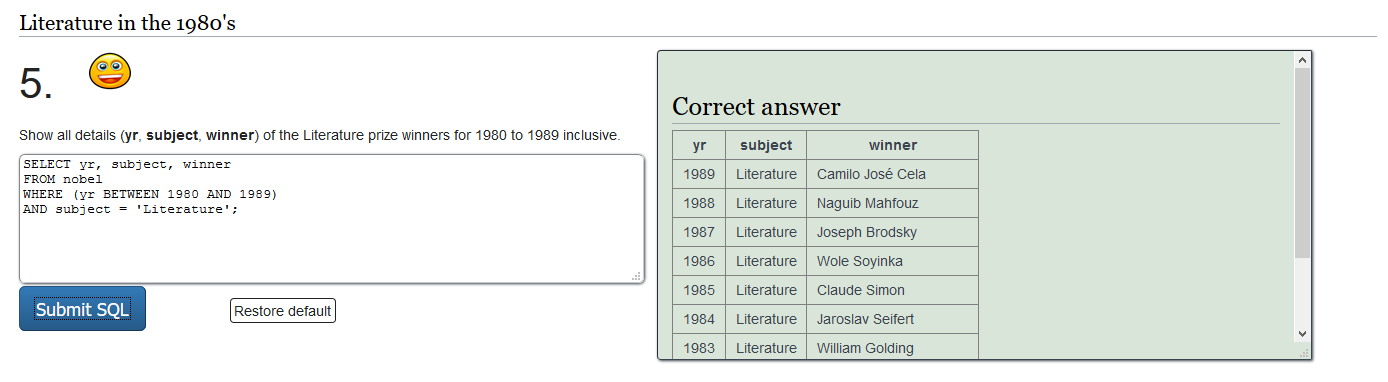 Literature in the 1980's
5.
Show all details (yr, subject, winner) of the Literature prize winners for 1980 to 1989 inclusive.
SELECT yr, subject, winner
FROM nobel
WHERE (yr BETWEEN 1980 AND 1989)
AND subject = 'Literature';
Submit SQL
Restore default
Correct answer
yr subject winner
1989 Literature Camilo José Cela
1988 Literature Naguib Mahfouz
1987 Literature Joseph Brodsky
1986 Literature Wole Soyinka
1985 Literature Claude Simon
1984 Literature Jaroslav Seifert
1983 Literature William Golding